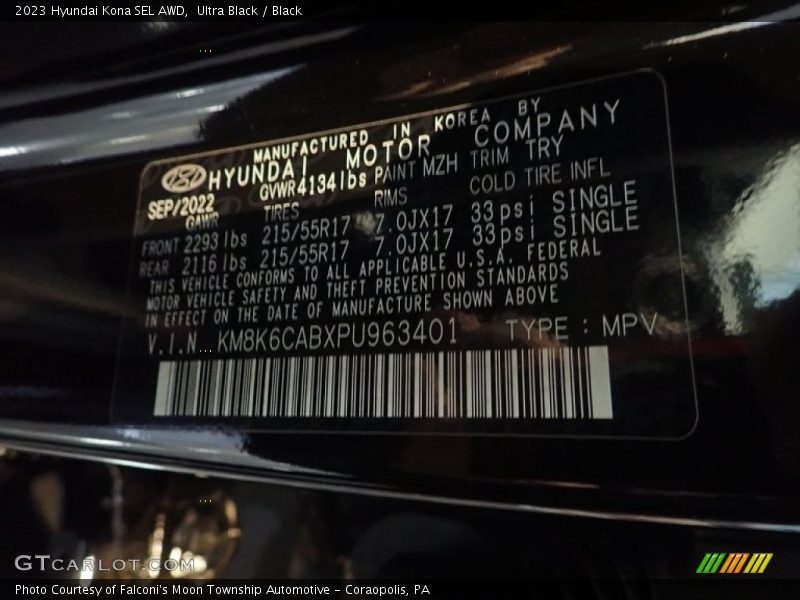 2023 Hyundai Kona SEL AWD, Ultra Black / Black
MANUFACTURED IN KOREA BY
HYUNDAI MOTOR COMPANY
SEP/2022 GVWR4134lbs PAINT MZH TRIM TRY
GAWR TIRES RIMS COLD TIRE INFL
FRONT 2293 lbs 215/55R17 7.0JX17 33psi SINGLE
REAR 2116 lbs 215/55R17 7.0JX17 33psi SINGLE
THIS VEHICLE CONFORMS TO ALL APPLICABLE U.S.A. FEDERAL
MOTOR VEHICLE SAFETY AND THEFT PREVENTION STANDARDS
IN EFFECT ON THE DATE OF MANUFACTURE SHOWN ABOVE
V.I.N KM8K6CABXPU963401 TYPE : MPV
GTCARLOT.COM
Photo Courtesy of Falconi's Moon Township Automotive - Coraopolis, PA